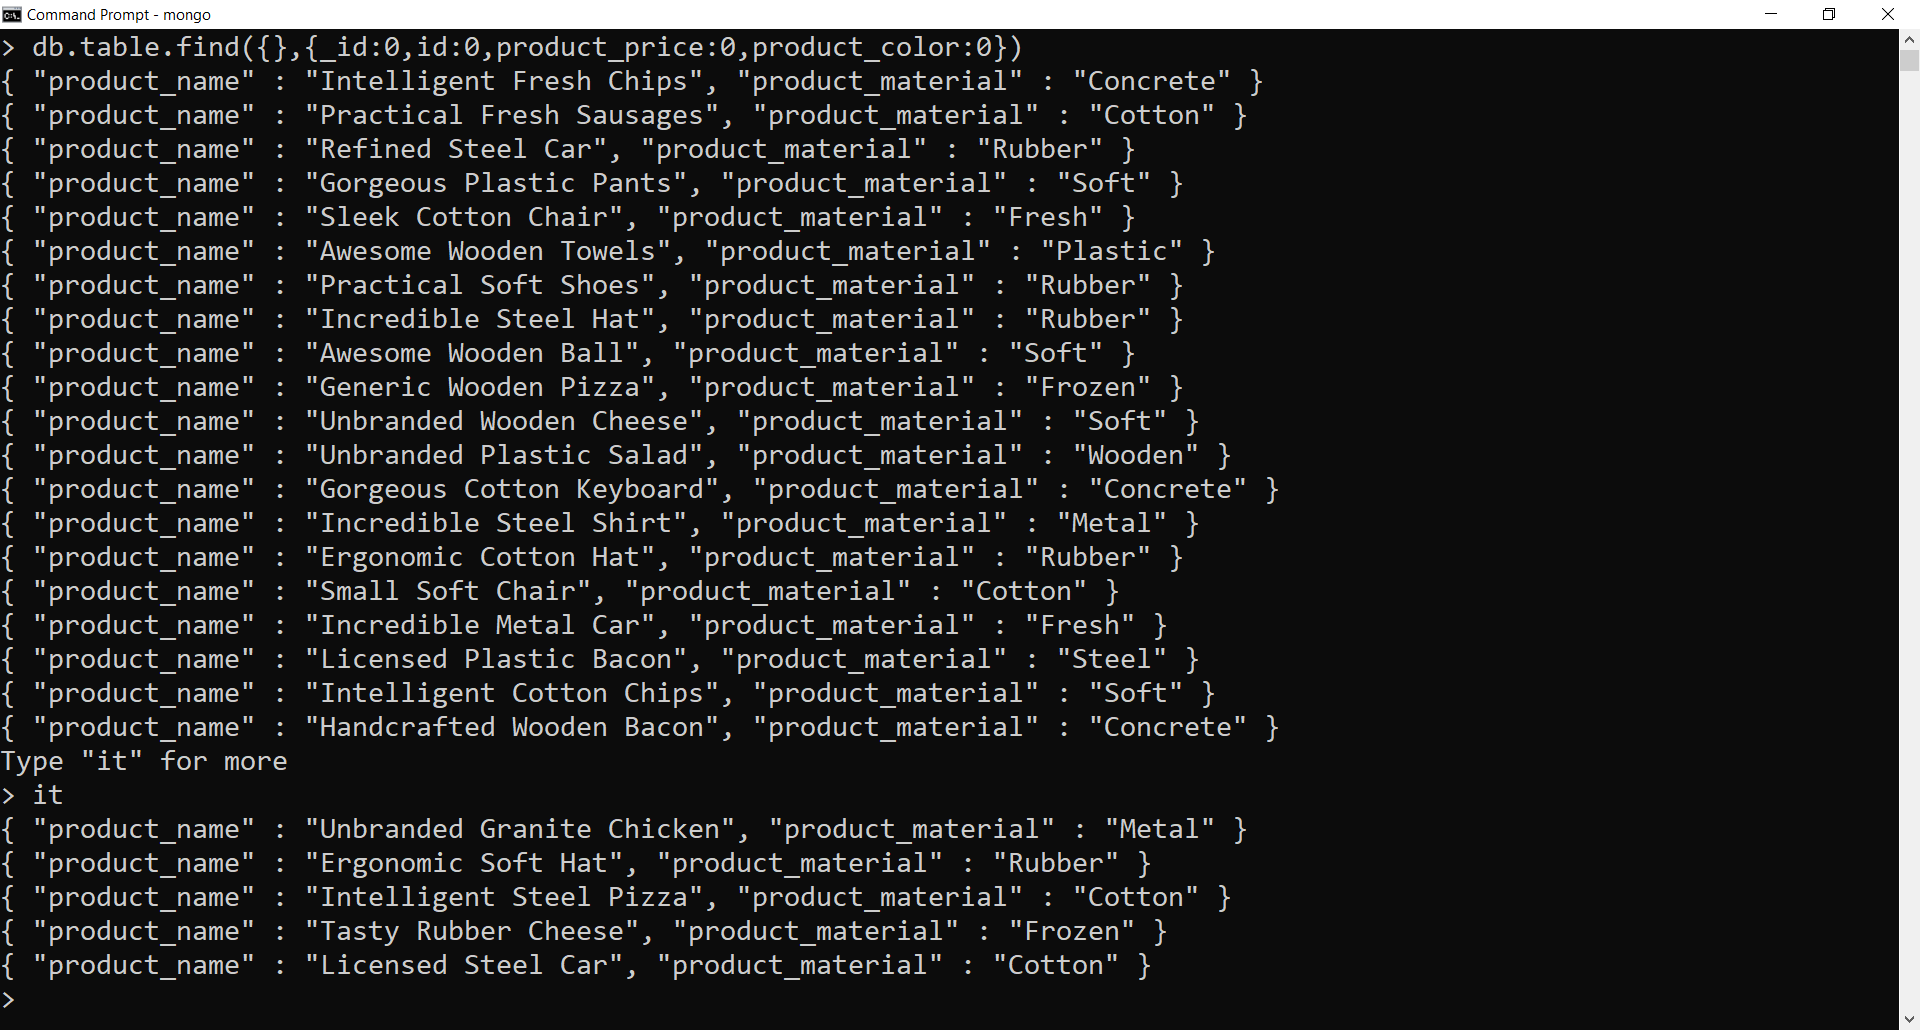 Command Prompt - mongo
> db.table.find({},{_id:0,id:0,product_price:0,product_color:0})
{ "product_name" : "Intelligent Fresh Chips", "product_material" : "Concrete" }
{ "product_name" : "Practical Fresh Sausages", "product_material" : "Cotton" }
{ "product_name" : "Refined Steel Car", "product_material" : "Rubber" }
{ "product_name" : "Gorgeous Plastic Pants", "product_material" : "Soft" }
{ "product_name" : "Sleek Cotton Chair", "product_material" : "Fresh" }
{ "product_name" : "Awesome Wooden Towels", "product_material" : "Plastic" }
{ "product_name" : "Practical Soft Shoes", "product_material" : "Rubber" }
{ "product_name" : "Incredible Steel Hat", "product_material" : "Rubber" }
{ "product_name" : "Awesome Wooden Ball", "product_material" : "Soft" }
{ "product_name" : "Generic Wooden Pizza", "product_material" : "Frozen" }
{ "product_name" : "Unbranded Wooden Cheese", "product_material" : "Soft" }
{ "product_name" : "Unbranded Plastic Salad", "product_material" : "Wooden" }
{ "product_name" : "Gorgeous Cotton Keyboard", "product_material" : "Concrete" }
{ "product_name" : "Incredible Steel Shirt", "product_material" : "Metal" }
{ "product_name" : "Ergonomic Cotton Hat", "product_material" : "Rubber" }
{ "product_name" : "Small Soft Chair", "product_material" : "Cotton" }
{ "product_name" : "Incredible Metal Car", "product_material" : "Fresh" }
{ "product_name" : "Licensed Plastic Bacon", "product_material" : "Steel" }
{ "product_name" : "Intelligent Cotton Chips", "product_material" : "Soft" }
{ "product_name" : "Handcrafted Wooden Bacon", "product_material" : "Concrete" }
Type "it" for more
> it
{ "product_name" : "Unbranded Granite Chicken", "product_material" : "Metal" }
{ "product_name" : "Ergonomic Soft Hat", "product_material" : "Rubber" }
{ "product_name" : "Intelligent Steel Pizza", "product_material" : "Cotton" }
{ "product_name" : "Tasty Rubber Cheese", "product_material" : "Frozen" }
{ "product_name" : "Licensed Steel Car", "product_material" : "Cotton" }
>